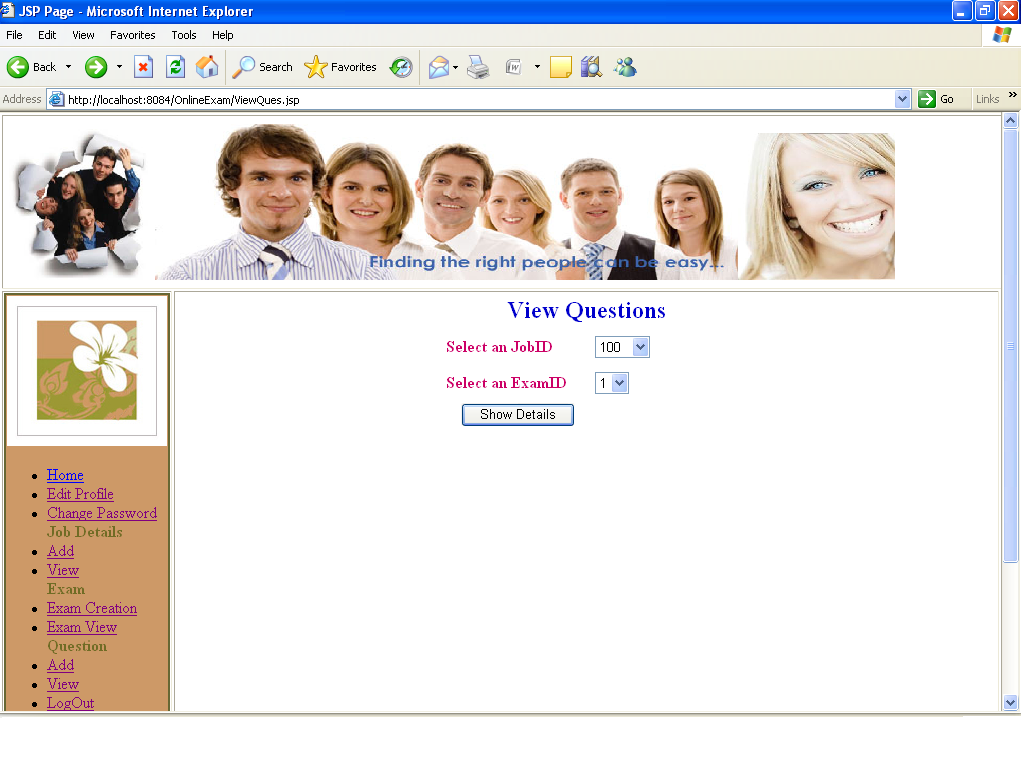 JSP Page - Microsoft Internet Explorer
File Edit View Favorites Tools Help
Back Search Favorites
Address http://localhost:8084/OnlineExam/ViewQues.jsp Go Links »
Finding the right people can be easy...
View Questions
Select an JobID 100
Select an ExamID 1
Show Details
Home
Edit Profile
Change Password
Job Details
Add
View
Exam
Exam Creation
Exam View
Question
Add
View
LogOut